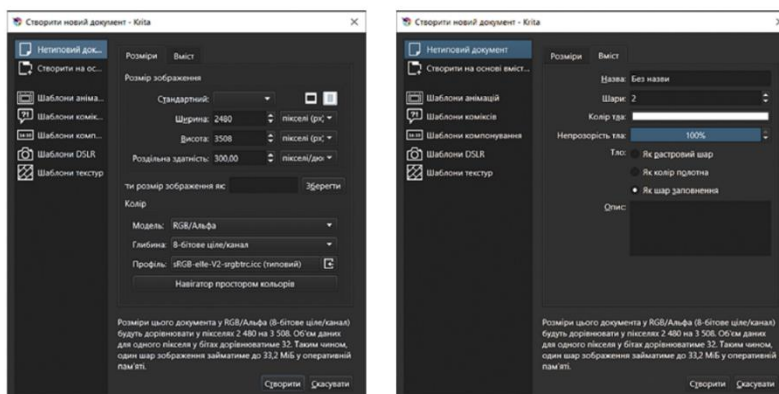 Створити новий документ - Krita
Нетиповий док...
Створити на ос...
Шаблони аніма...
Шаблони комік...
Шаблони комп...
Шаблони DSLR
Шаблони текстур
Розміри Вміст
Розмір зображення
Стандартний:
Ширина: 2480 пікселі (px)
Висота: 3508 пікселі (px)
Роздільна здатність: 300,00 пікселі/дю
ти розмір зображення як: Зберегти
Колір
Модель: RGB/Альфа
Глибина: 8-бітове ціле/канал
Профіль: sRGB-elle-V2-srgbtrc.icc (типовий)
Навігатор простором кольорів
Розміри цього документа у RGB/Альфа (8-бітове ціле/канал)
будуть дорівнювати у пікселях 2 480 на 3 508. Об'єм даних
для одного пікселя у бітах дорівнюватиме 32. Таким чином,
один шар зображення займатиме до 33,2 МіБ у оперативній
пам'яті.
Створити Скасувати
Створити новий документ - Krita
Нетиповий документ
Створити на основі вміст...
Шаблони анімацій
Шаблони коміксів
Шаблони компонування
Шаблони DSLR
Шаблони текстур
Розміри Вміст
Назва: Без назви
Шари: 2
Колір тла:
Непрозорість тла: 100%
Тло: Як растровий шар
Як колір полотна
Як шар заповнення
Опис:
Розміри цього документа у RGB/Альфа (8-бітове ціле/канал)
будуть дорівнювати у пікселях 2 480 на 3 508. Об'єм даних
для одного пікселя у бітах дорівнюватиме 32. Таким чином,
один шар зображення займатиме до 33,2 МіБ у оперативній
пам'яті.
Створити Скасувати